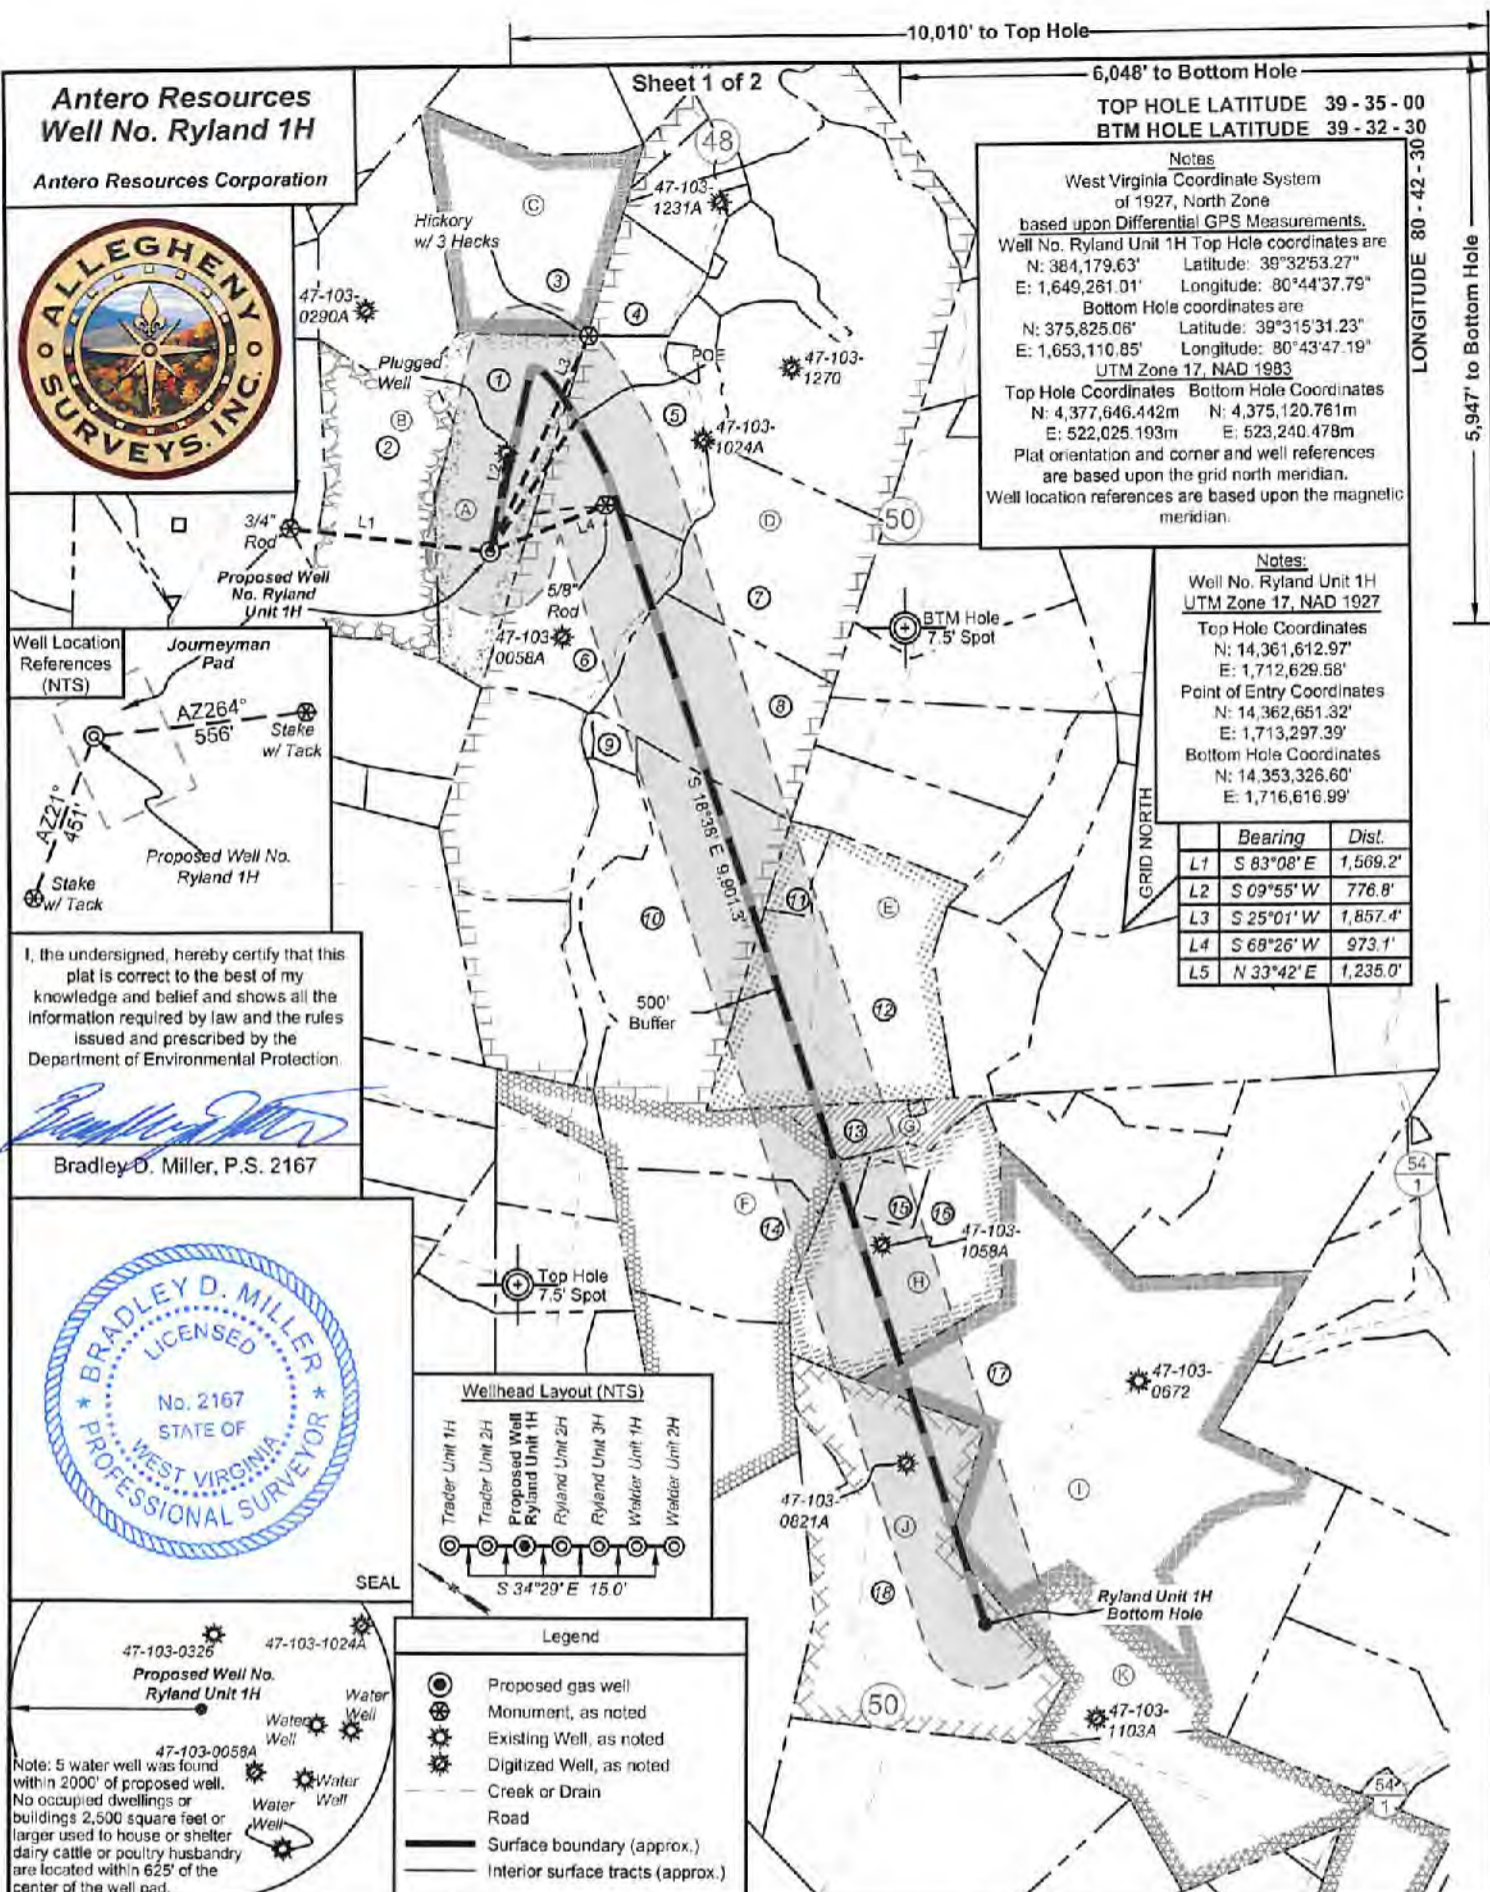 10,010' to Top Hole
Sheet 1 of 2
6,048' to Bottom Hole
TOP HOLE LATITUDE 39 - 35 - 00
BTM HOLE LATITUDE 39 - 32 - 30
LONGITUDE 80 - 42 - 30
5,947' to Bottom Hole
Antero Resources
Well No. Ryland 1H
Antero Resources Corporation
ALLEGHENY
SURVEYS, INC.
Notes
West Virginia Coordinate System
of 1927, North Zone
based upon Differential GPS Measurements.
Well No. Ryland Unit 1H Top Hole coordinates are
N: 384,179.63' Latitude: 39°32'53.27"
E: 1,649,261.01' Longitude: 80°44'37.79"
Bottom Hole coordinates are
N: 375,825.06' Latitude: 39°315'31.23"
E: 1,653,110.85' Longitude: 80°43'47.19"
UTM Zone 17, NAD 1983
Top Hole Coordinates Bottom Hole Coordinates
N: 4,377,646.442m N: 4,375,120.761m
E: 522,025.193m E: 523,240.478m
Plat orientation and corner and well references
are based upon the grid north meridian.
Well location references are based upon the magnetic
meridian.
Notes:
Well No. Ryland Unit 1H
UTM Zone 17, NAD 1927
Top Hole Coordinates
N: 14,361,612.97'
E: 1,712,629.58'
Point of Entry Coordinates
N: 14,362,651.32'
E: 1,713,297.39'
Bottom Hole Coordinates
N: 14,353,326.60'
E: 1,716,616.99'
GRID NORTH
Bearing Dist.
L1 S 83°08' E 1,569.2'
L2 S 09°55' W 776.8'
L3 S 25°01' W 1,857.4'
L4 S 68°26' W 973.1'
L5 N 33°42' E 1,235.0'
48
47-103-
1231A
C
Hickory
w/ 3 Hacks
3
4
47-103-
0290A
Plugged
Well
1
L3
POE
47-103-
1270
B
2
5
47-103-
1024A
L2
A
D
50
3/4"
Rod
L1
L4
Proposed Well
No. Ryland
Unit 1H
5/8"
Rod
7
47-103
0058A
6
BTM Hole
7.5' Spot
8
9
S 18°38' E 9,901.3'
10
11
E
12
500'
Buffer
13
G
F
14
15
16
47-103-
1058A
H
54
1
Top Hole
7.5' Spot
17
47-103-
0672
I
47-103-
0821A
J
18
Ryland Unit 1H
Bottom Hole
K
50
47-103-
1103A
54
1
Well Location
References
(NTS)
Journeyman
Pad
AZ264°
556'
Stake
w/ Tack
AZ21°
451'
Proposed Well No.
Ryland 1H
Stake
w/ Tack
I, the undersigned, hereby certify that this
plat is correct to the best of my
knowledge and belief and shows all the
information required by law and the rules
issued and prescribed by the
Department of Environmental Protection
Bradley D. Miller, P.S. 2167
BRADLEY D. MILLER
LICENSED
No. 2167
STATE OF
WEST VIRGINIA
PROFESSIONAL SURVEYOR
SEAL
Wellhead Layout (NTS)
Trader Unit 1H
Trader Unit 2H
Proposed Well
Ryland Unit 1H
Ryland Unit 2H
Ryland Unit 3H
Welder Unit 1H
Welder Unit 2H
S 34°29' E 15.0'
47-103-0326
47-103-1024A
Proposed Well No.
Ryland Unit 1H
Water
Well
Water
Well
47-103-0058A
Water
Well
Water
Well
Note: 5 water well was found
within 2000' of proposed well.
No occupied dwellings or
buildings 2,500 square feet or
larger used to house or shelter
dairy cattle or poultry husbandry
are located within 625' of the
center of the well pad.
Legend
Proposed gas well
Monument, as noted
Existing Well, as noted
Digitized Well, as noted
Creek or Drain
Road
Surface boundary (approx.)
Interior surface tracts (approx.)